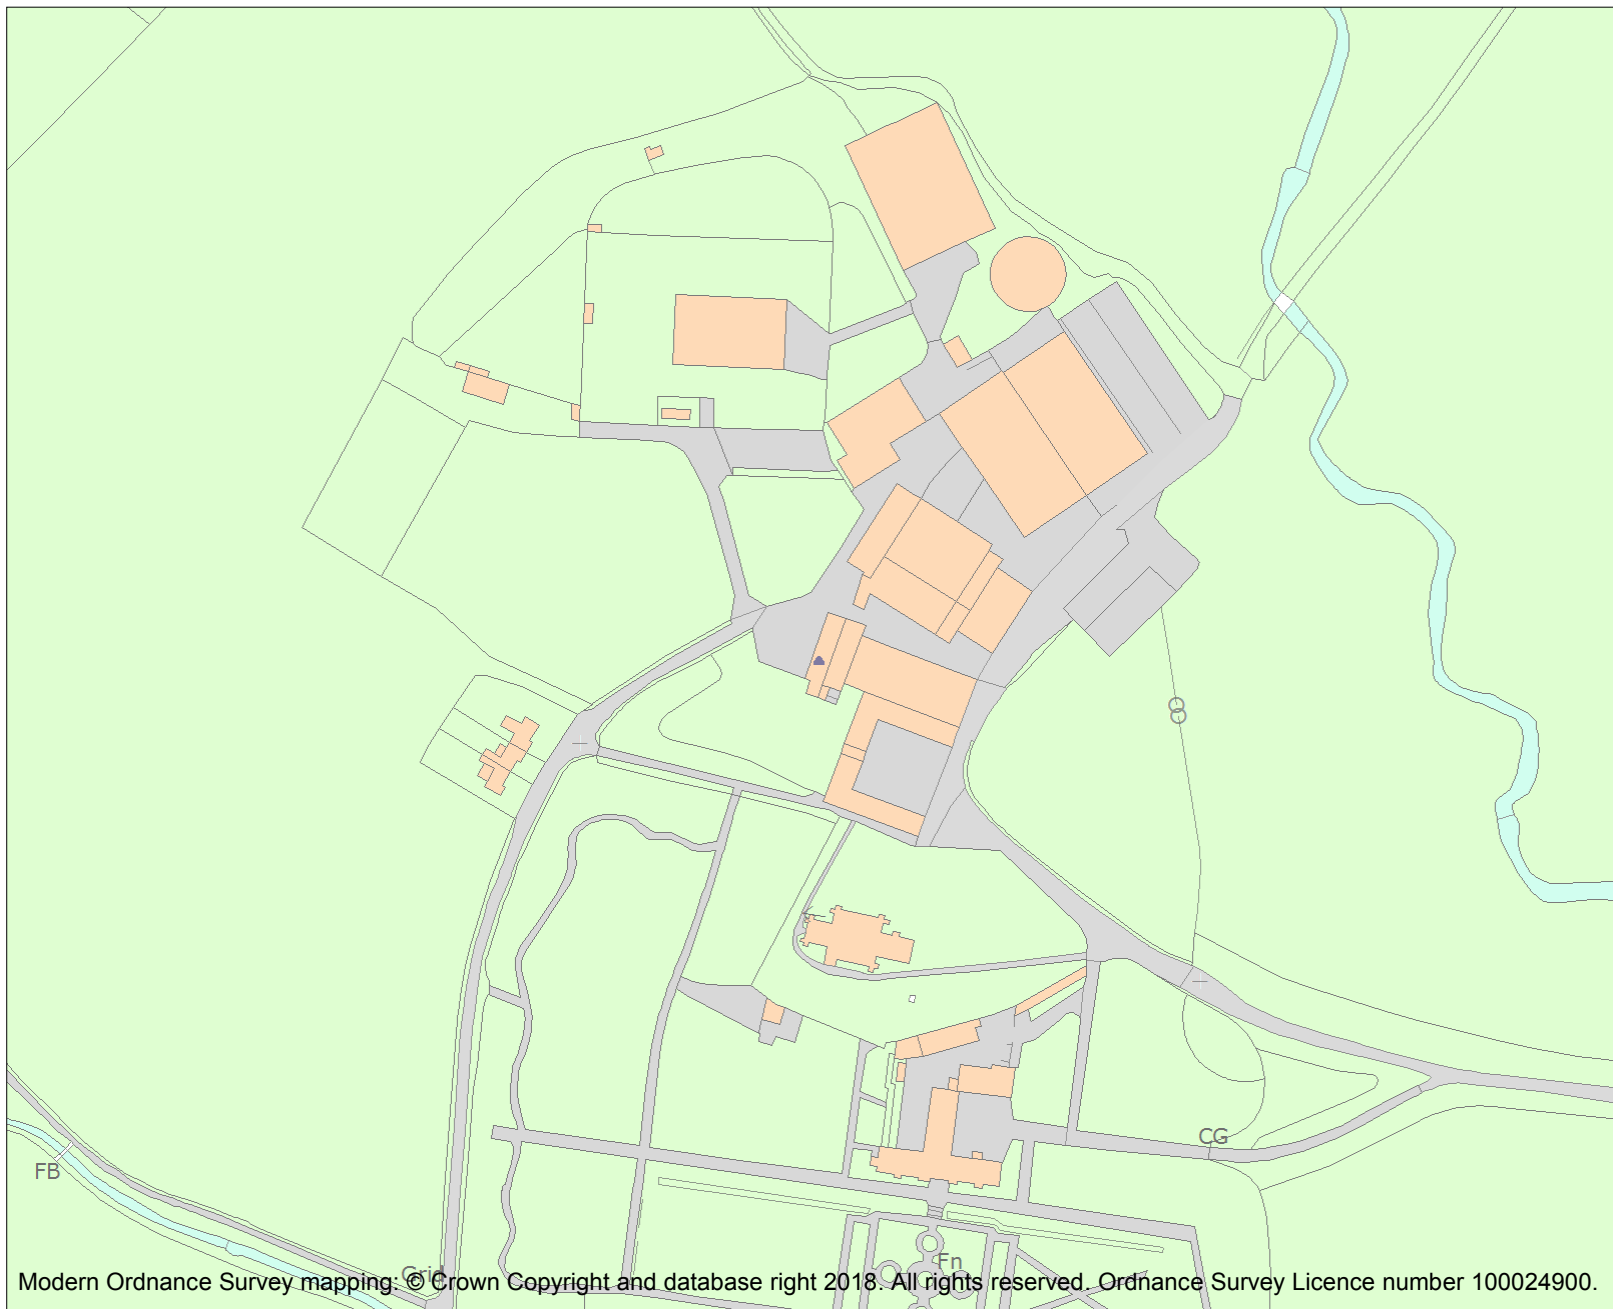 CG
FB
Fn
Grid
Modern Ordnance Survey mapping: © Crown Copyright and database right 2018. All rights reserved. Ordnance Survey Licence number 100024900.